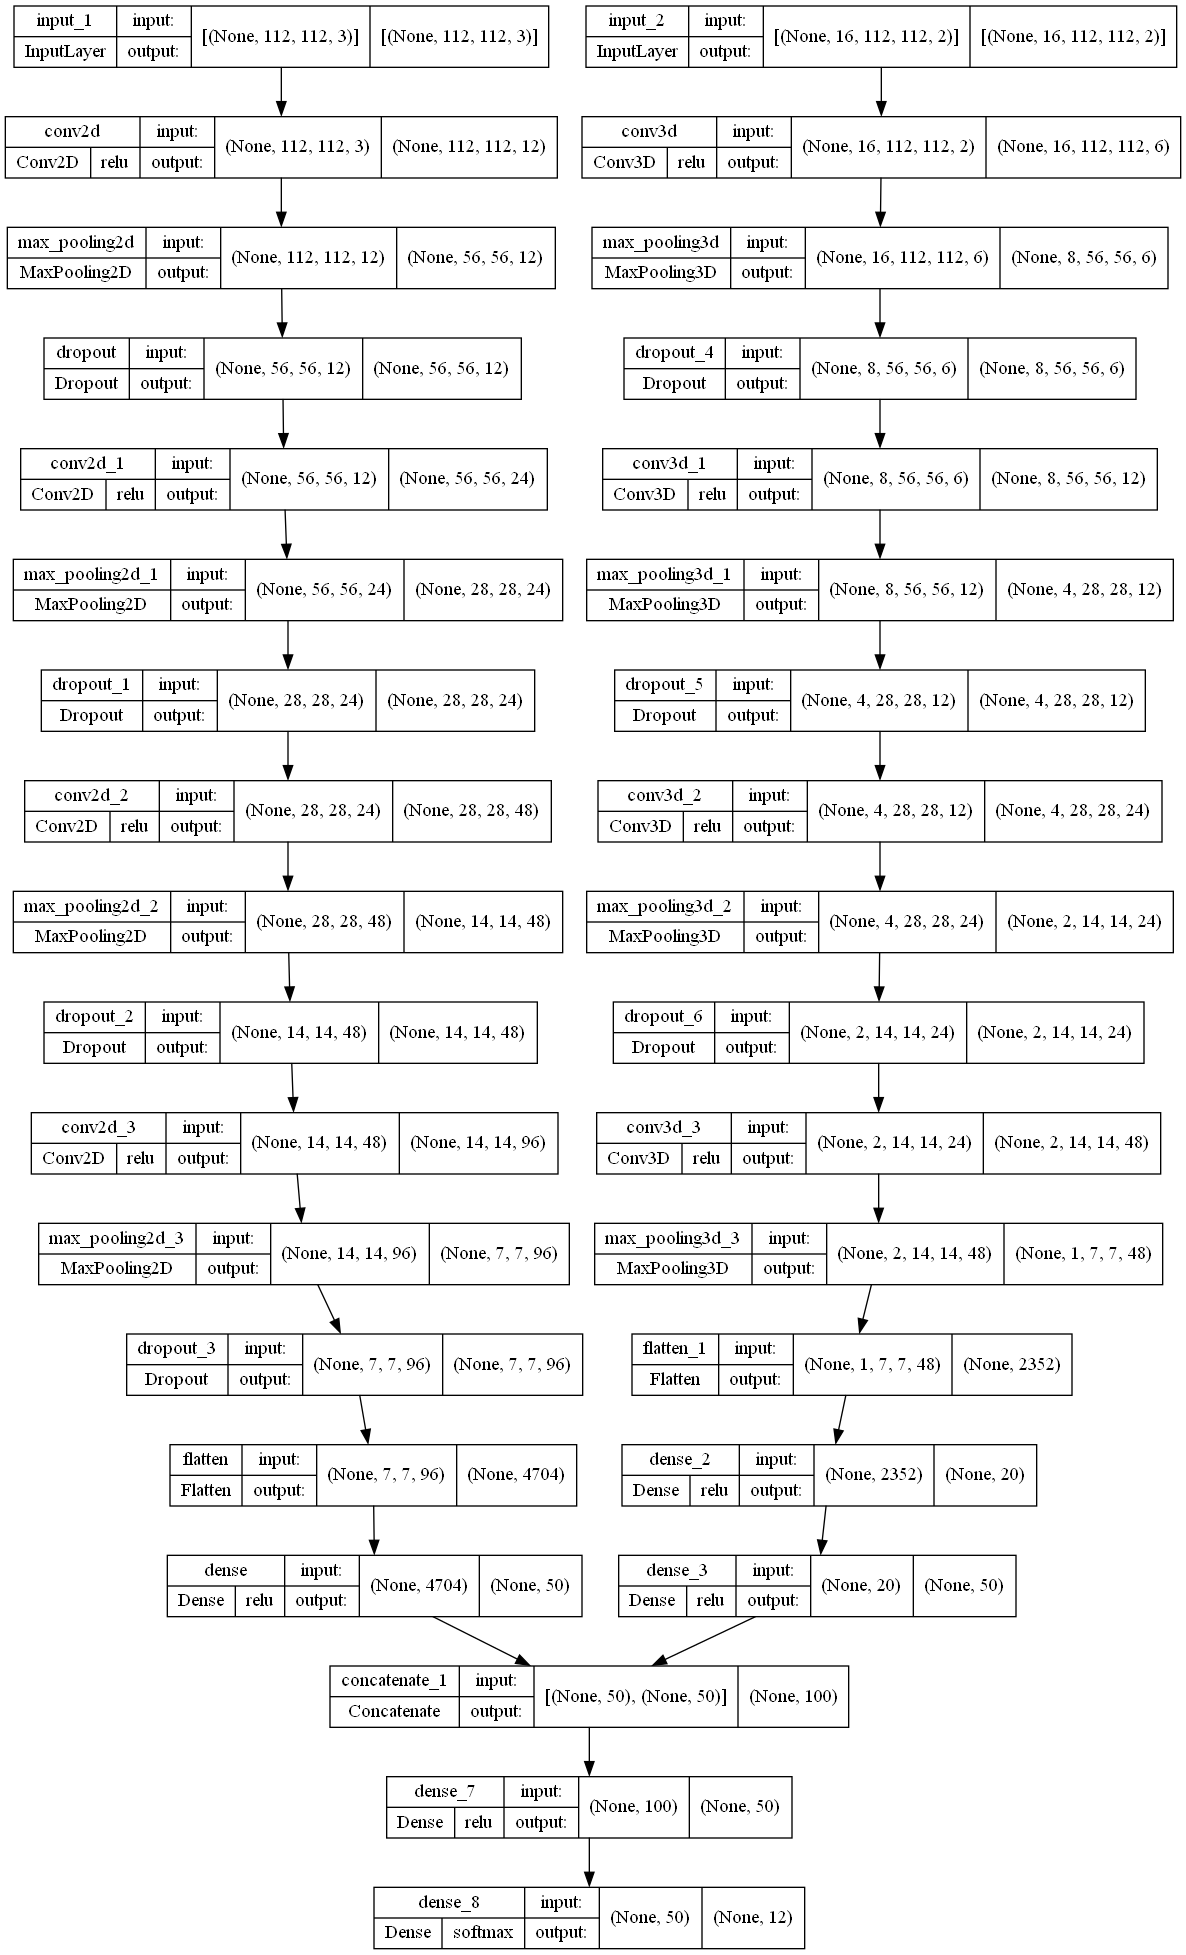 input_1 input: [(None, 112, 112, 3)] [(None, 112, 112, 3)]
InputLayer output:
input_2 input: [(None, 16, 112, 112, 2)] [(None, 16, 112, 112, 2)]
InputLayer output:
conv2d input: (None, 112, 112, 3) (None, 112, 112, 12)
Conv2D relu output:
conv3d input: (None, 16, 112, 112, 2) (None, 16, 112, 112, 6)
Conv3D relu output:
max_pooling2d input: (None, 112, 112, 12) (None, 56, 56, 12)
MaxPooling2D output:
max_pooling3d input: (None, 16, 112, 112, 6) (None, 8, 56, 56, 6)
MaxPooling3D output:
dropout input: (None, 56, 56, 12) (None, 56, 56, 12)
Dropout output:
dropout_4 input: (None, 8, 56, 56, 6) (None, 8, 56, 56, 6)
Dropout output:
conv2d_1 input: (None, 56, 56, 12) (None, 56, 56, 24)
Conv2D relu output:
conv3d_1 input: (None, 8, 56, 56, 6) (None, 8, 56, 56, 12)
Conv3D relu output:
max_pooling2d_1 input: (None, 56, 56, 24) (None, 28, 28, 24)
MaxPooling2D output:
max_pooling3d_1 input: (None, 8, 56, 56, 12) (None, 4, 28, 28, 12)
MaxPooling3D output:
dropout_1 input: (None, 28, 28, 24) (None, 28, 28, 24)
Dropout output:
dropout_5 input: (None, 4, 28, 28, 12) (None, 4, 28, 28, 12)
Dropout output:
conv2d_2 input: (None, 28, 28, 24) (None, 28, 28, 48)
Conv2D relu output:
conv3d_2 input: (None, 4, 28, 28, 12) (None, 4, 28, 28, 24)
Conv3D relu output:
max_pooling2d_2 input: (None, 28, 28, 48) (None, 14, 14, 48)
MaxPooling2D output:
max_pooling3d_2 input: (None, 4, 28, 28, 24) (None, 2, 14, 14, 24)
MaxPooling3D output:
dropout_2 input: (None, 14, 14, 48) (None, 14, 14, 48)
Dropout output:
dropout_6 input: (None, 2, 14, 14, 24) (None, 2, 14, 14, 24)
Dropout output:
conv2d_3 input: (None, 14, 14, 48) (None, 14, 14, 96)
Conv2D relu output:
conv3d_3 input: (None, 2, 14, 14, 24) (None, 2, 14, 14, 48)
Conv3D relu output:
max_pooling2d_3 input: (None, 14, 14, 96) (None, 7, 7, 96)
MaxPooling2D output:
max_pooling3d_3 input: (None, 2, 14, 14, 48) (None, 1, 7, 7, 48)
MaxPooling3D output:
dropout_3 input: (None, 7, 7, 96) (None, 7, 7, 96)
Dropout output:
flatten_1 input: (None, 1, 7, 7, 48) (None, 2352)
Flatten output:
flatten input: (None, 7, 7, 96) (None, 4704)
Flatten output:
dense_2 input: (None, 2352) (None, 20)
Dense relu output:
dense input: (None, 4704) (None, 50)
Dense relu output:
dense_3 input: (None, 20) (None, 50)
Dense relu output:
concatenate_1 input: [(None, 50), (None, 50)] (None, 100)
Concatenate output:
dense_7 input: (None, 100) (None, 50)
Dense relu output:
dense_8 input: (None, 50) (None, 12)
Dense softmax output: